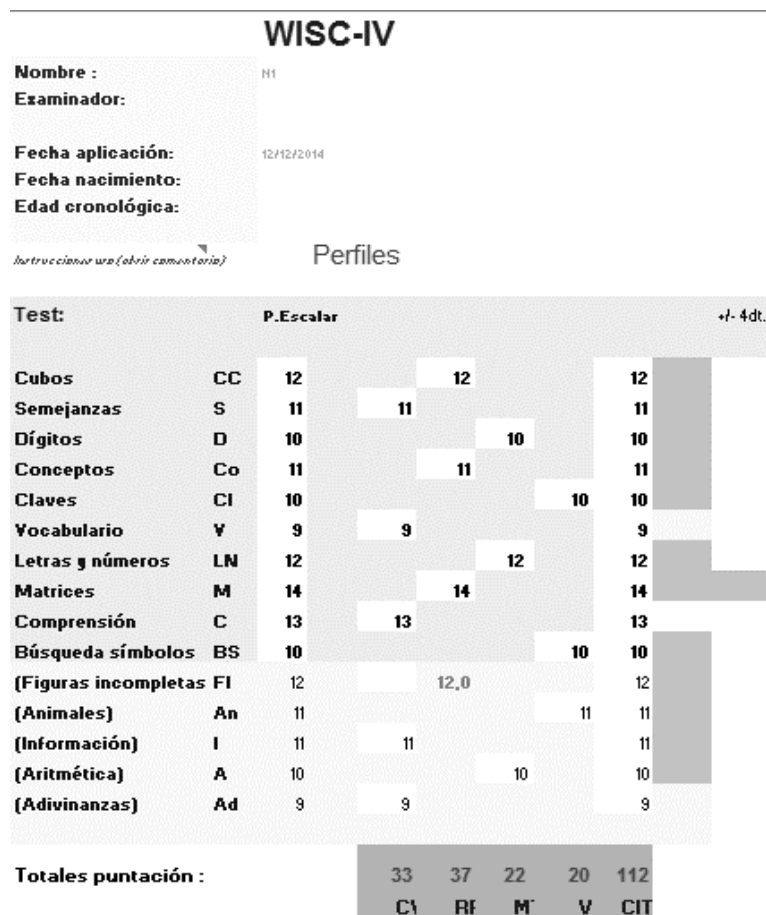 WISC-IV
Nombre : N1
Examinador:
Fecha aplicación: 12/12/2014
Fecha nacimiento:
Edad cronológica:
(abrir comentario) Perfiles
Test: P.Escalar +/- 4dt.
Cubos CC 12 12 12
Semejanzas S 11 11 11
Dígitos D 10 10 10
Conceptos Co 11 11 11
Claves Cl 10 10 10
Vocabulario V 9 9 9
Letras y números LN 12 12 12
Matrices M 14 14 14
Comprensión C 13 13 13
Búsqueda símbolos BS 10 10 10
(Figuras incompletas FI 12 12,0 12
(Animales) An 11 11 11
(Información) I 11 11 11
(Aritmética) A 10 10 10
(Adivinanzas) Ad 9 9 9
Totales puntación : 33 37 22 20 112
V CIT